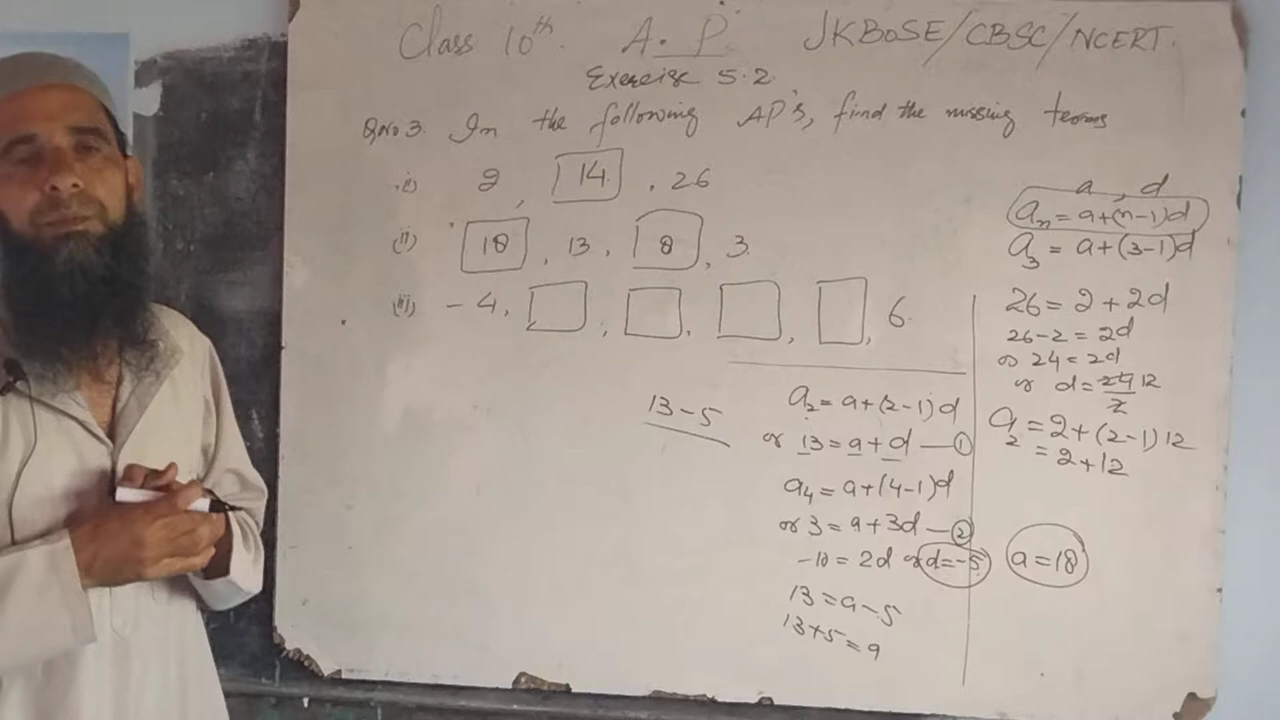 Class 10th. A. P. JKBOSE/CBSC/NCERT.
Exercise 5.2
Qno 3. In the following AP's, find the missing terms
(i) 2, 14, 26
(ii) 18, 13, 8, 3
(iii) -4, , , , , 6
13-5
a₂ = a+(2-1)d
or 13 = a+d —①
a₄ = a+(4-1)d
or 3 = a+3d —②
-10 = 2d or d=-5
13 = a-5
13+5 = a
a, d
aₙ = a+(n-1)d
a₃ = a+(3-1)d
26 = 2+2d
26-2 = 2d
or 24 = 2d
or d = 24/2 12
a₂ = 2+(2-1)12
= 2+12
a=18